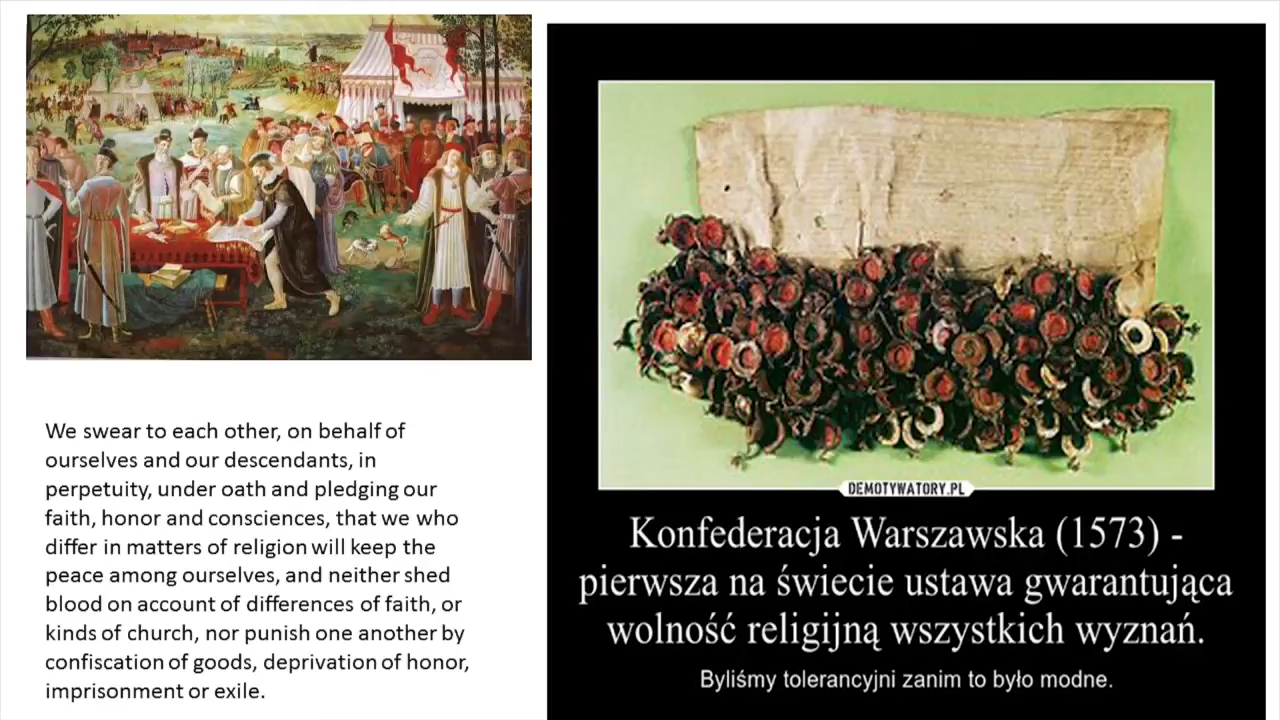 We swear to each other, on behalf of
ourselves and our descendants, in
perpetuity, under oath and pledging our
faith, honor and consciences, that we who
differ in matters of religion will keep the
peace among ourselves, and neither shed
blood on account of differences of faith, or
kinds of church, nor punish one another by
confiscation of goods, deprivation of honor,
imprisonment or exile.
DEMOTYWATORY.PL
Konfederacja Warszawska (1573) -
pierwsza na świecie ustawa gwarantująca
wolność religijną wszystkich wyznań.
Byliśmy tolerancyjni zanim to było modne.